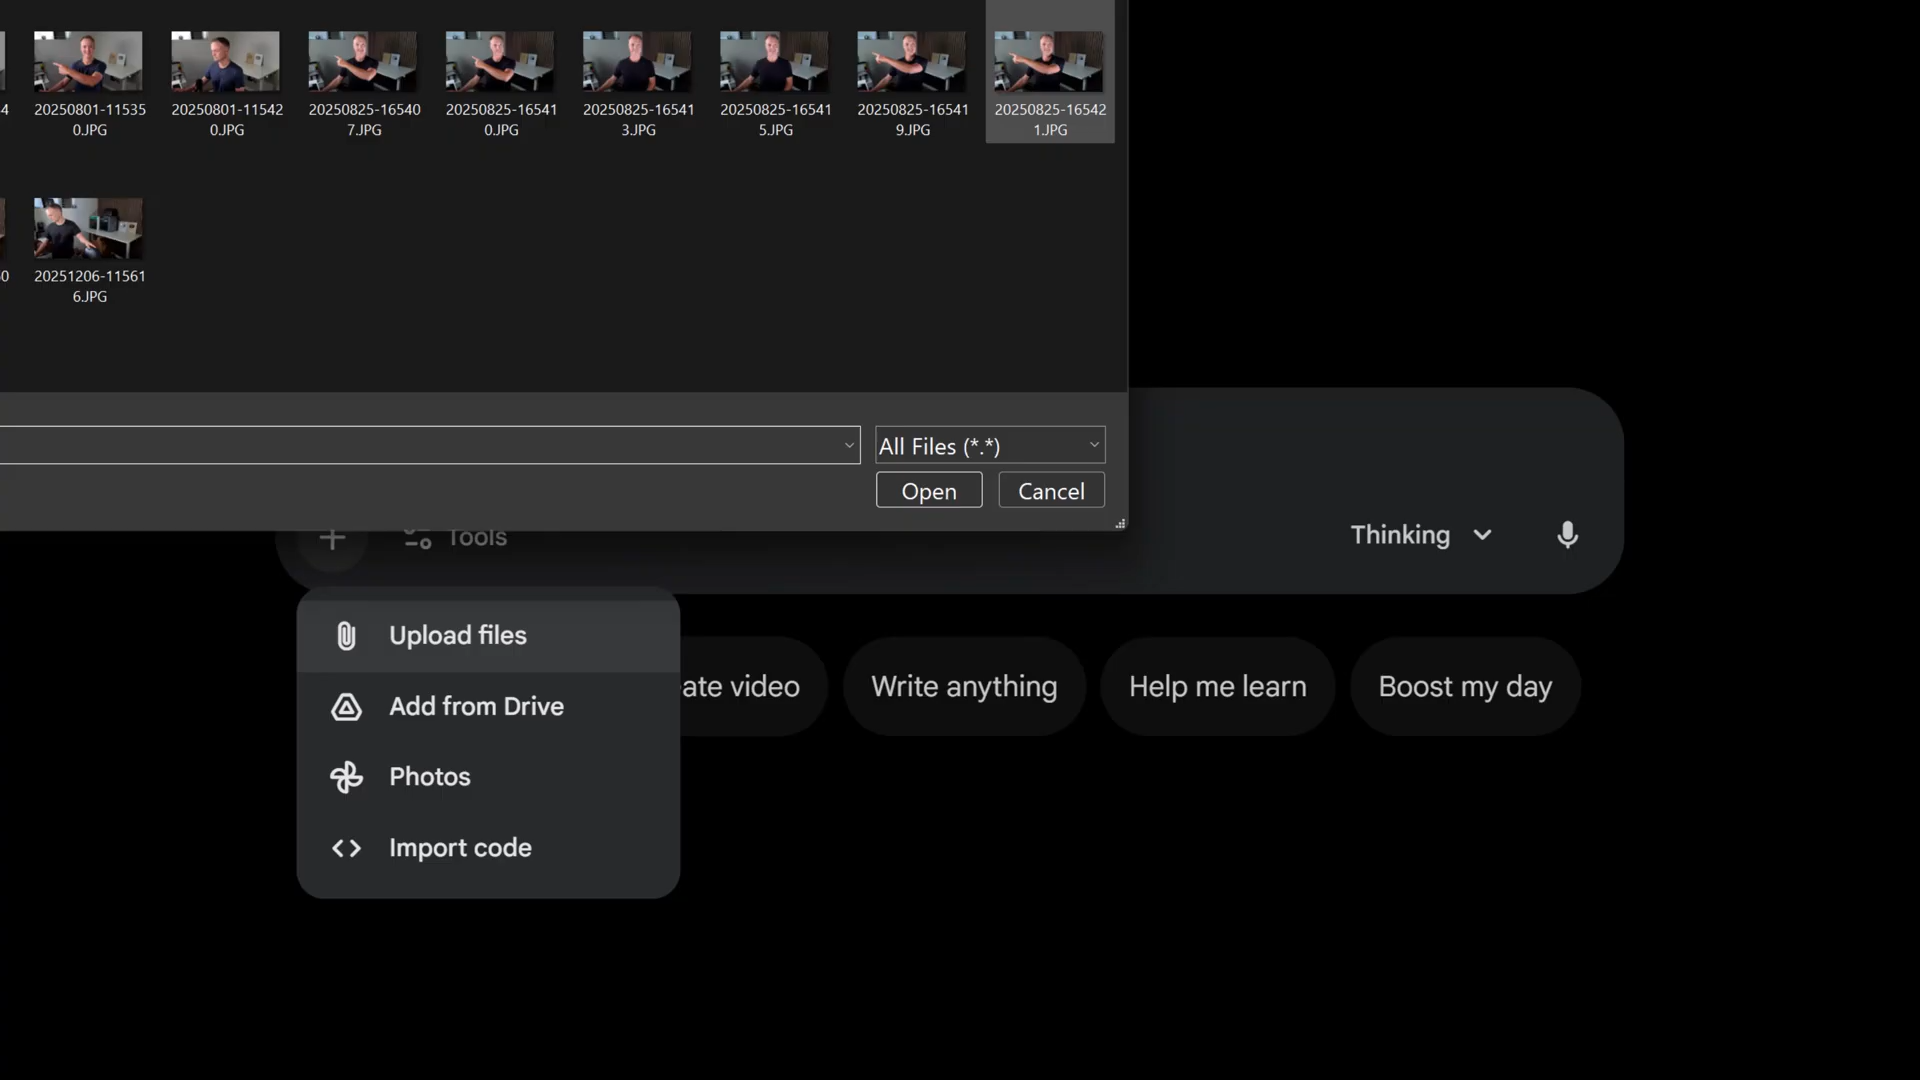 4
20250801-11535
0.JPG
20250801-11542
0.JPG
20250825-16540
7.JPG
20250825-16541
0.JPG
20250825-16541
3.JPG
20250825-16541
5.JPG
20250825-16541
9.JPG
20250825-16542
1.JPG
0
20251206-11561
6.JPG
All Files (*.*)
Open
Cancel
Tools
Thinking
Upload files
Add from Drive
Photos
Import code
ate video
Write anything
Help me learn
Boost my day